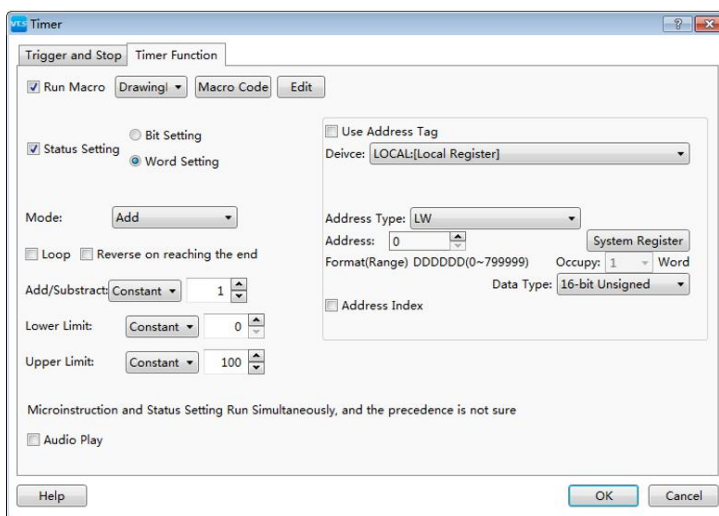 VT.S Timer
Trigger and Stop Timer Function
Run Macro Drawingl Macro Code Edit
Status Setting
Bit Setting
Word Setting
Mode: Add
Loop Reverse on reaching the end
Add/Substract: Constant 1
Lower Limit: Constant 0
Upper Limit: Constant 100
Use Address Tag
Deivce: LOCAL:[Local Register]
Address Type: LW
Address: 0 System Register
Format(Range) DDDDDD(0~799999) Occupy: 1 Word
Data Type: 16-bit Unsigned
Address Index
Microinstruction and Status Setting Run Simultaneously, and the precedence is not sure
Audio Play
Help OK Cancel